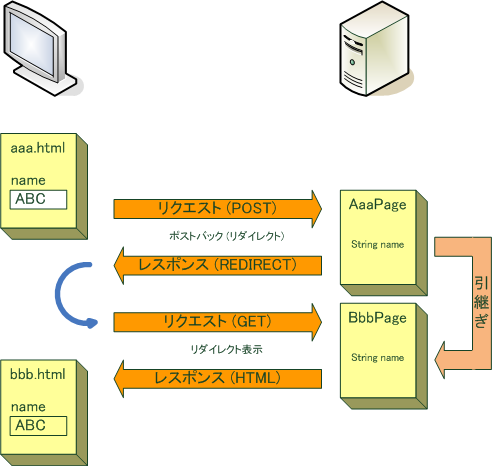 aaa.html
name
ABC
リクエスト(POST)
ポストバック(リダイレクト)
レスポンス(REDIRECT)
AaaPage
String name
引継ぎ
リクエスト(GET)
リダイレクト表示
レスポンス(HTML)
BbbPage
String name
bbb.html
name
ABC